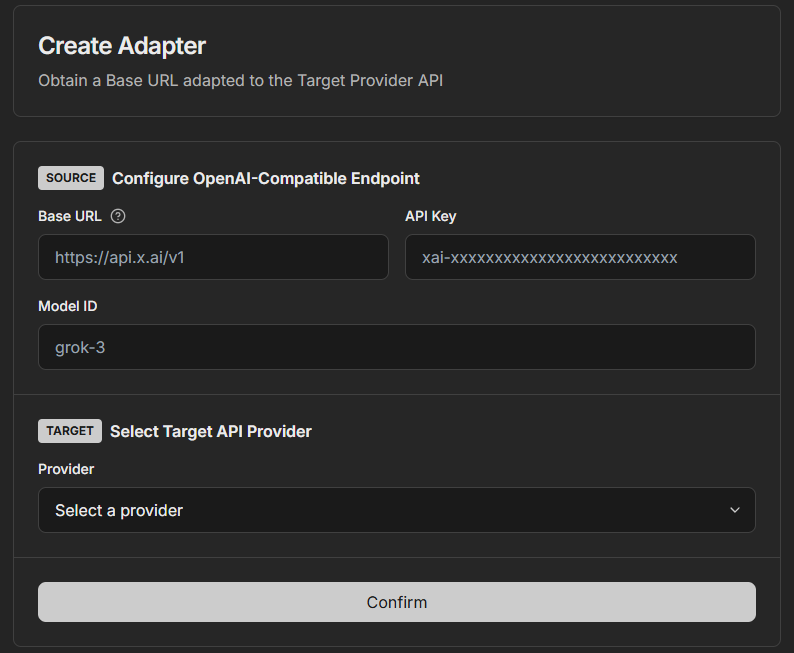 Create Adapter
Obtain a Base URL adapted to the Target Provider API
SOURCE Configure OpenAI-Compatible Endpoint
Base URL ? API Key
https://api.x.ai/v1 xai-xxxxxxxxxxxxxxxxxxxxxxxxxx
Model ID
grok-3
TARGET Select Target API Provider
Provider
Select a provider
Confirm